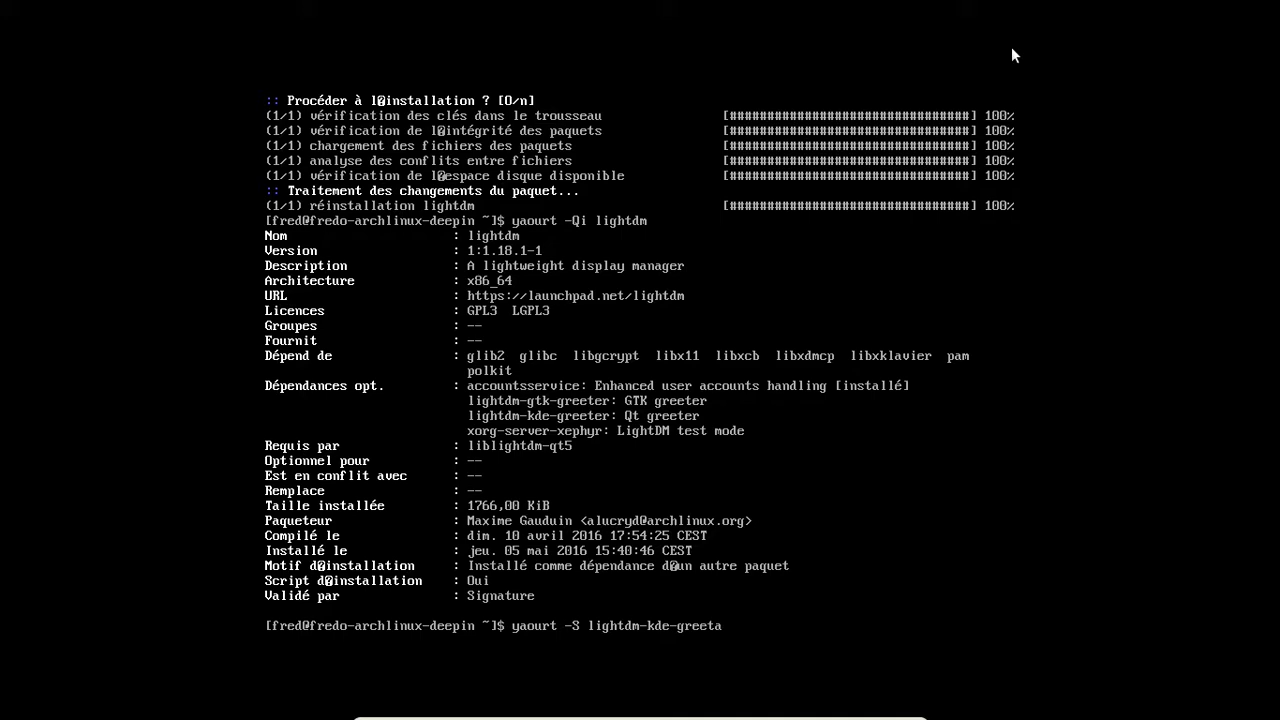 :: Procéder à l�installation ? [O/n]
(1/1) vérification des clés dans le trousseau [################################] 100%
(1/1) vérification de l�intégrité des paquets [################################] 100%
(1/1) chargement des fichiers des paquets [################################] 100%
(1/1) analyse des conflits entre fichiers [################################] 100%
(1/1) vérification de l�espace disque disponible [################################] 100%
:: Traitement des changements du paquet...
(1/1) réinstallation lightdm [################################] 100%
[fred@fredo-archlinux-deepin ~]$ yaourt -Qi lightdm
Nom : lightdm
Version : 1:1.18.1-1
Description : A lightweight display manager
Architecture : x86_64
URL : https://launchpad.net/lightdm
Licences : GPL3 LGPL3
Groupes : --
Fournit : --
Dépend de : glib2 glibc libgcrypt libx11 libxcb libxdmcp libxklavier pam
polkit
Dépendances opt. : accountsservice: Enhanced user accounts handling [installé]
lightdm-gtk-greeter: GTK greeter
lightdm-kde-greeter: Qt greeter
xorg-server-xephyr: LightDM test mode
Requis par : liblightdm-qt5
Optionnel pour : --
Est en conflit avec : --
Remplace : --
Taille installée : 1766,00 KiB
Paqueteur : Maxime Gauduin <alucryd@archlinux.org>
Compilé le : dim. 10 avril 2016 17:54:25 CEST
Installé le : jeu. 05 mai 2016 15:40:46 CEST
Motif d�installation : Installé comme dépendance d�un autre paquet
Script d�installation : Oui
Validé par : Signature
[fred@fredo-archlinux-deepin ~]$ yaourt -S lightdm-kde-greeta